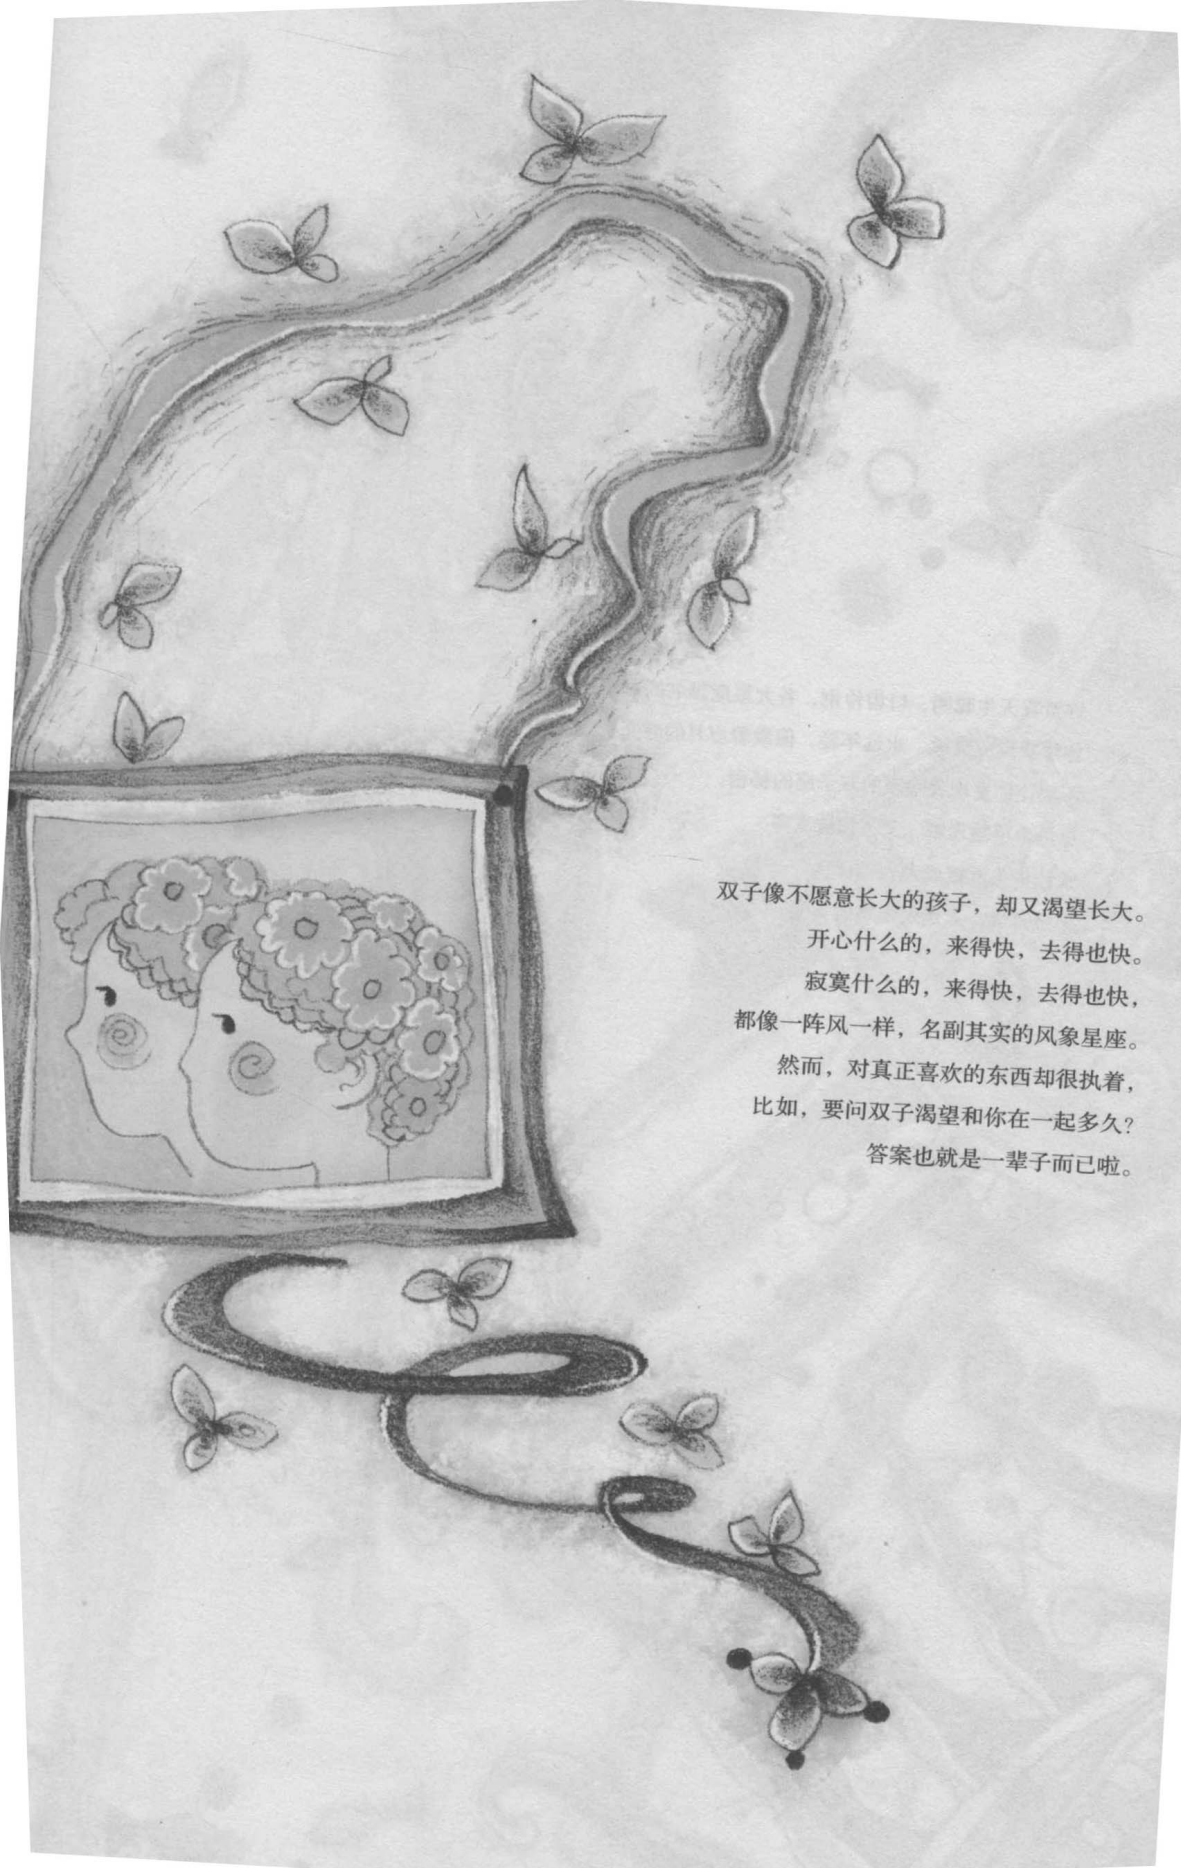 双子像不愿意长大的孩子，却又渴望长大。
开心什么的，来得快，去得也快。
寂寞什么的，来得快，去得也快，
都像一阵风一样，名副其实的风象星座。
然而，对真正喜欢的东西却很执着，
比如，要问双子渴望和你在一起多久？
答案也就是一辈子而已啦。